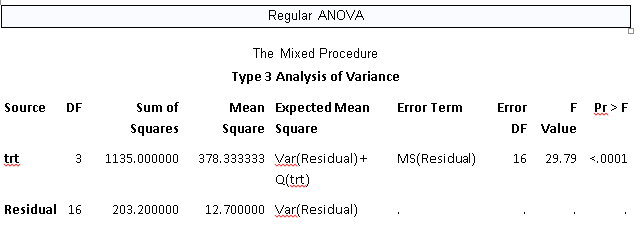 Regular ANOVA
The Mixed Procedure
Type 3 Analysis of Variance
Source DF Sum of Squares Mean Square Expected Mean Square Error Term Error DF F Value Pr > F
trt 3 1135.000000 378.333333 Var(Residual) + Q(trt) MS(Residual) 16 29.79 <.0001
Residual 16 203.200000 12.700000 Var(Residual) . . . .